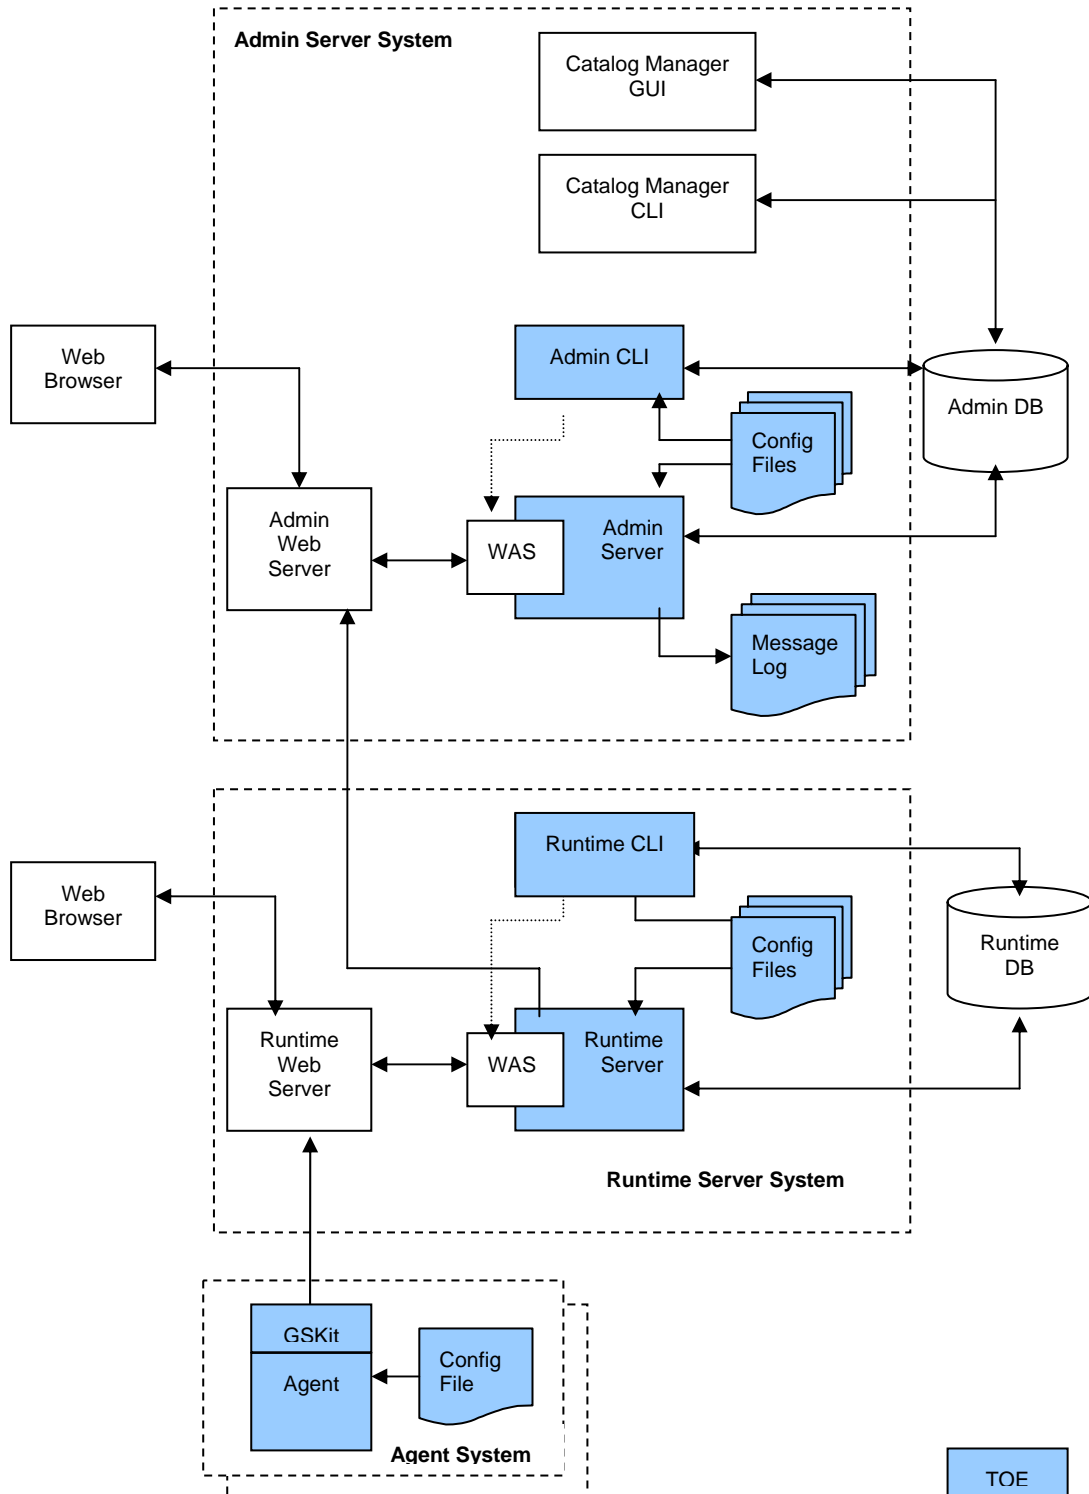 Admin Server System
Catalog Manager
GUI
Catalog Manager
CLI
Web
Browser
Admin CLI
Admin DB
Config
Files
Admin
Web
Server
WAS
Admin
Server
Message
Log
Runtime CLI
Web
Browser
Config
Files
Runtime
DB
Runtime
Web
Server
WAS
Runtime
Server
Runtime Server System
GSKit
Agent
Config
File
Agent System
TOE